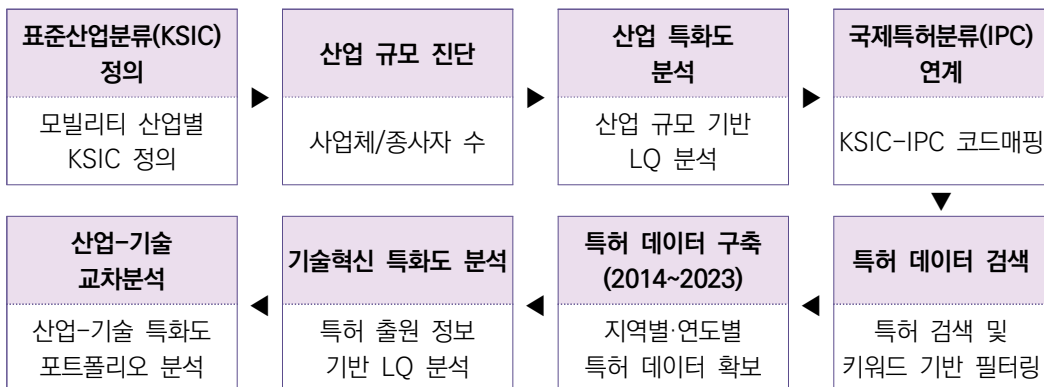 표준산업분류(KSIC)
정의
모빌리티 산업별
KSIC 정의
산업 규모 진단
사업체/종사자 수
산업 특화도
분석
산업 규모 기반
LQ 분석
국제특허분류(IPC)
연계
KSIC-IPC 코드매핑
특허 데이터 검색
특허 검색 및
키워드 기반 필터링
특허 데이터 구축
(2014~2023)
지역별·연도별
특허 데이터 확보
기술혁신 특화도 분석
특허 출원 정보
기반 LQ 분석
산업-기술
교차분석
산업-기술 특화도
포트폴리오 분석